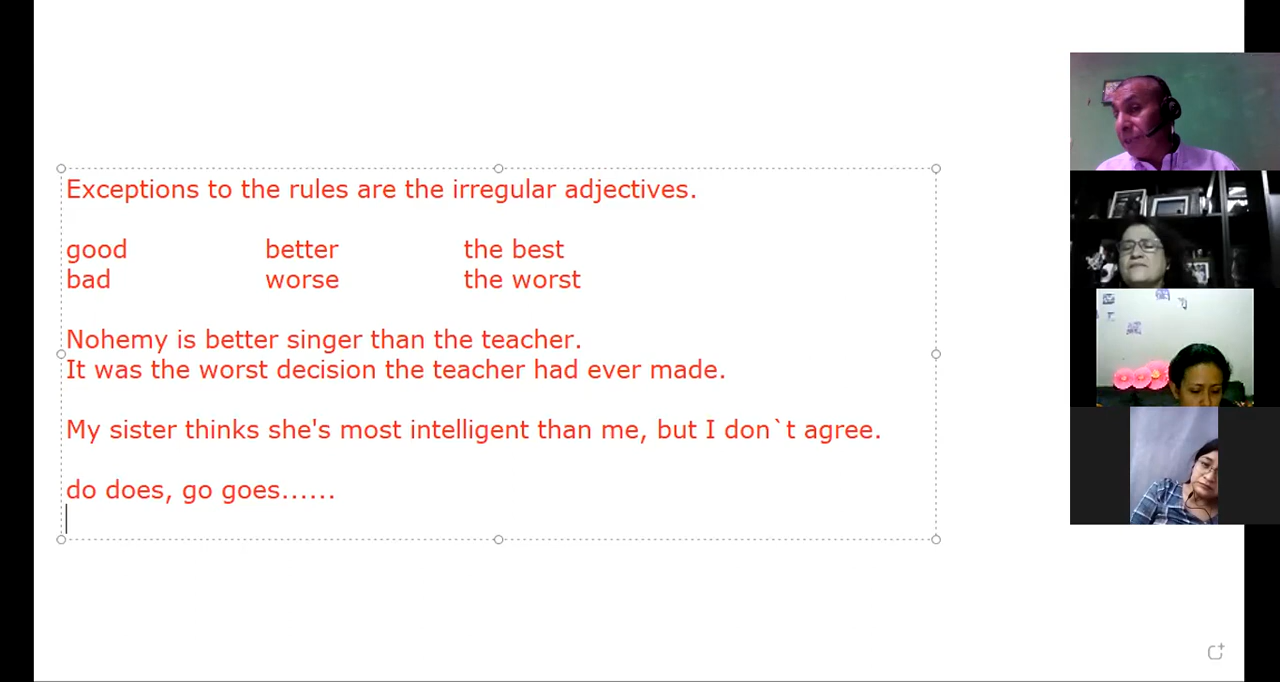 Exceptions to the rules are the irregular adjectives.
good better the best
bad worse the worst
Nohemy is better singer than the teacher.
It was the worst decision the teacher had ever made.
My sister thinks she's most intelligent than me, but I don`t agree.
do does, go goes......